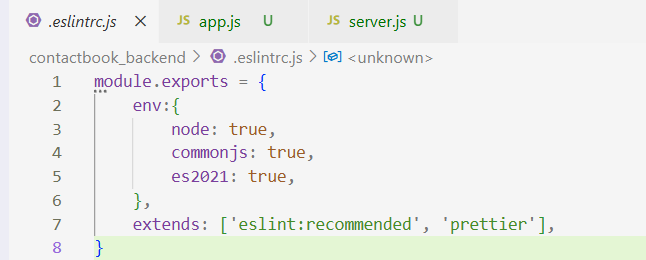 .eslintrc.js × JS app.js U JS server.js U
contactbook_backend > .eslintrc.js > <unknown>
1 module.exports = {
2     env:{
3         node: true,
4         commonjs: true,
5         es2021: true,
6     },
7     extends: ['eslint:recommended', 'prettier'],
8 }